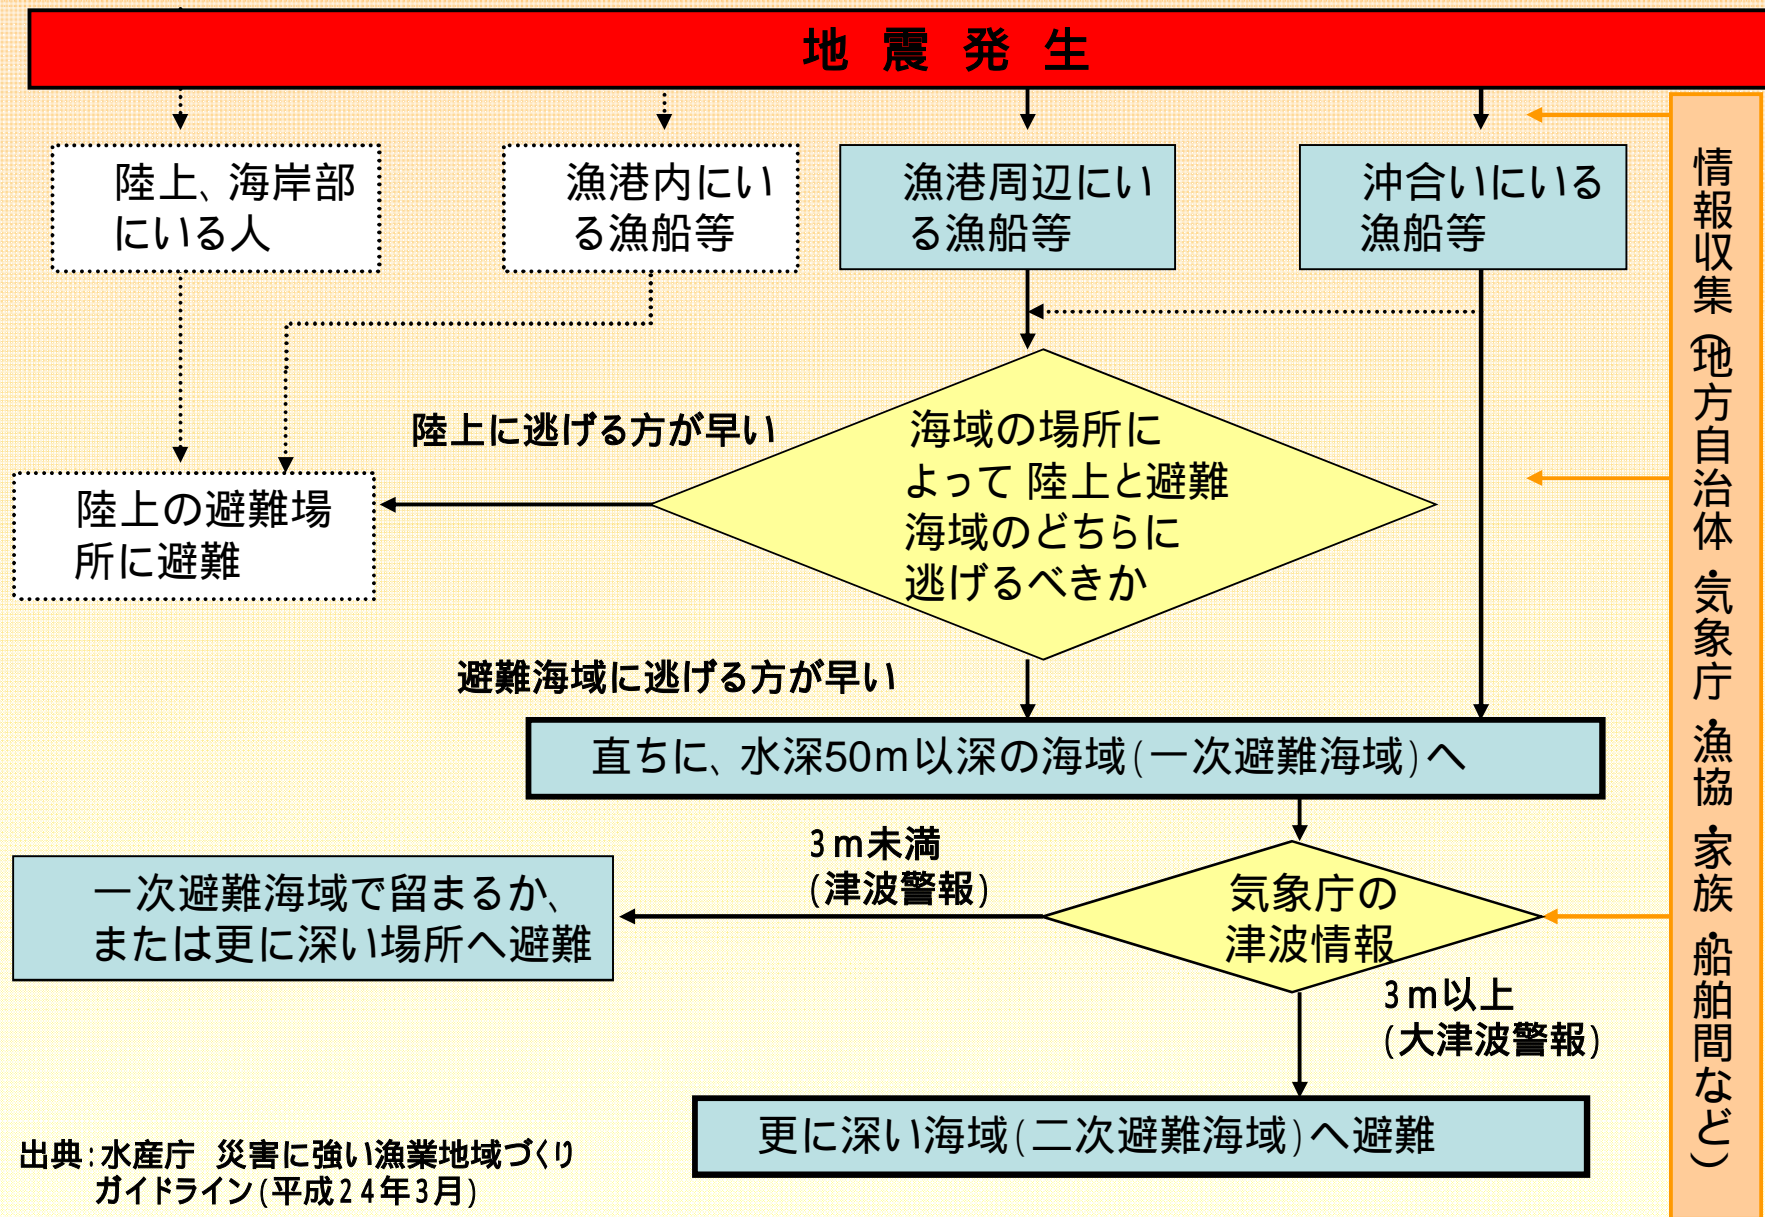 地震発生
陸上、海岸部
にいる人
漁港内にい
る漁船等
漁港周辺にい
る漁船等
沖合いにいる
漁船等
陸上に逃げる方が早い
海域の場所に
よって 陸上と避難
海域のどちらに
逃げるべきか
陸上の避難場
所に避難
避難海域に逃げる方が早い
直ちに、水深50m以深の海域(一次避難海域)へ
3m未満
(津波警報)
気象庁の
津波情報
一次避難海域で留まるか、
または更に深い場所へ避難
3m以上
(大津波警報)
更に深い海域(二次避難海域)へ避難
情報収集(地方自治体・気象庁・漁協・家族・船舶間など)
出典:水産庁 災害に強い漁業地域づくり
ガイドライン(平成24年3月)